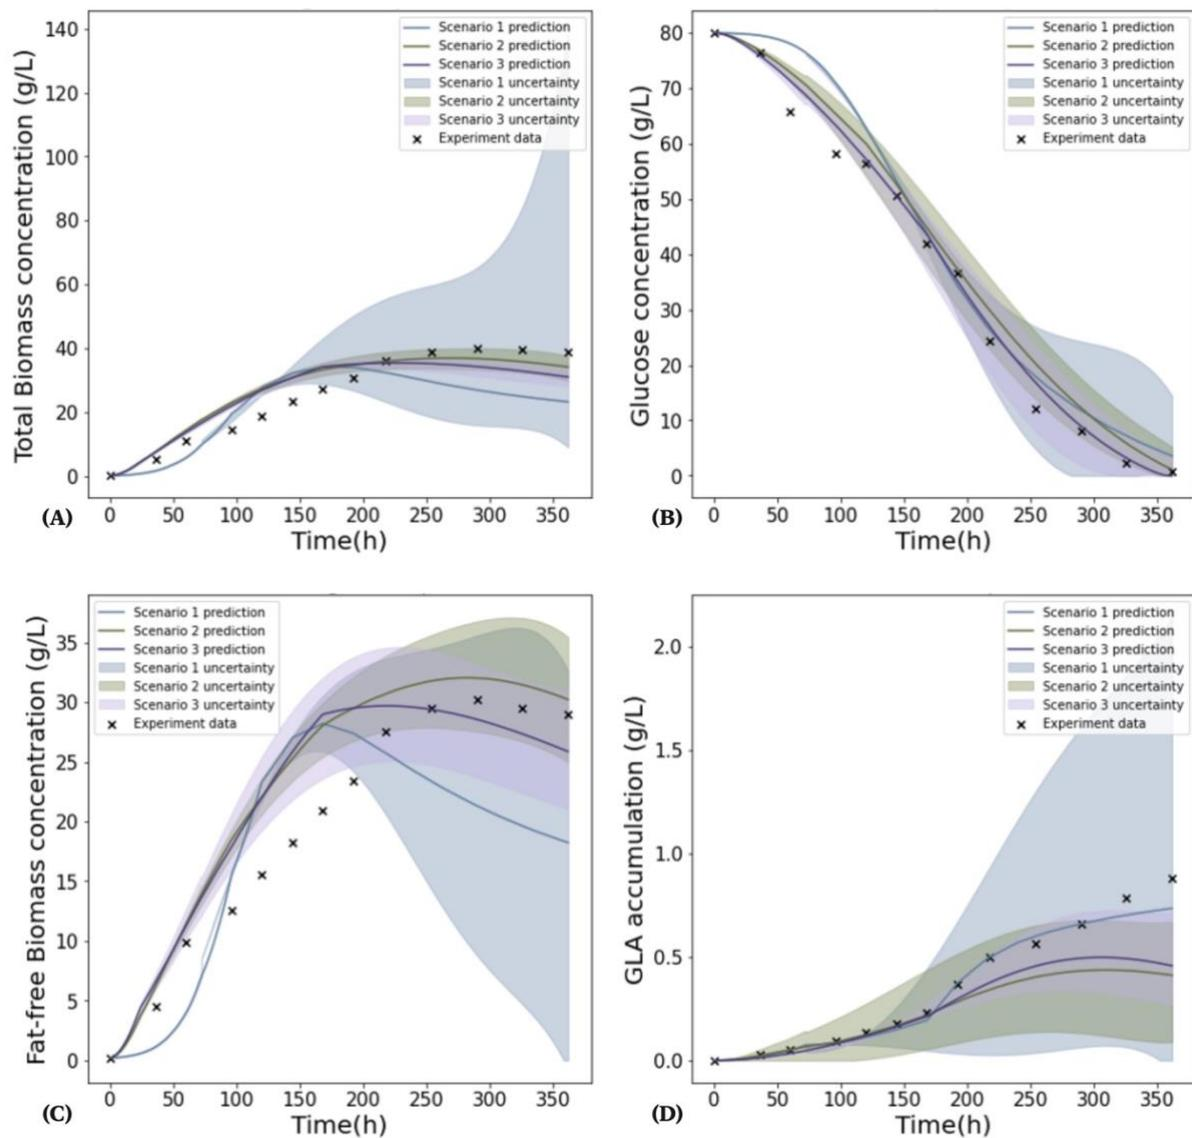 Total Biomass concentration (g/L)
140
120
100
80
60
40
20
0
Scenario 1 prediction
Scenario 2 prediction
Scenario 3 prediction
Scenario 1 uncertainty
Scenario 2 uncertainty
Scenario 3 uncertainty
Experiment data
0 50 100 150 200 250 300 350
(A)
Time(h)
Glucose concentration (g/L)
80
70
60
50
40
30
20
10
0
Scenario 1 prediction
Scenario 2 prediction
Scenario 3 prediction
Scenario 1 uncertainty
Scenario 2 uncertainty
Scenario 3 uncertainty
Experiment data
0 50 100 150 200 250 300 350
(B)
Time(h)
Fat-free Biomass concentration (g/L)
35
30
25
20
15
10
5
0
Scenario 1 prediction
Scenario 2 prediction
Scenario 3 prediction
Scenario 1 uncertainty
Scenario 2 uncertainty
Scenario 3 uncertainty
Experiment data
0 50 100 150 200 250 300 350
(C)
Time(h)
GLA accumulation (g/L)
2.0
1.5
1.0
0.5
0.0
Scenario 1 prediction
Scenario 2 prediction
Scenario 3 prediction
Scenario 1 uncertainty
Scenario 2 uncertainty
Scenario 3 uncertainty
Experiment data
0 50 100 150 200 250 300 350
(D)
Time(h)